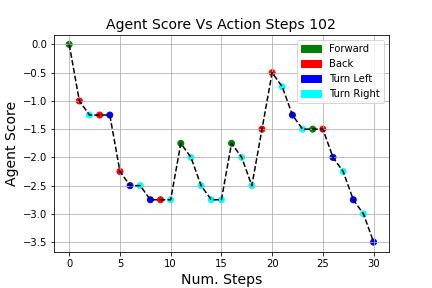 Agent Score Vs Action Steps 102
Agent Score
0.0
−0.5
−1.0
−1.5
−2.0
−2.5
−3.0
−3.5
Forward
Back
Turn Left
Turn Right
0 5 10 15 20 25 30
Num. Steps